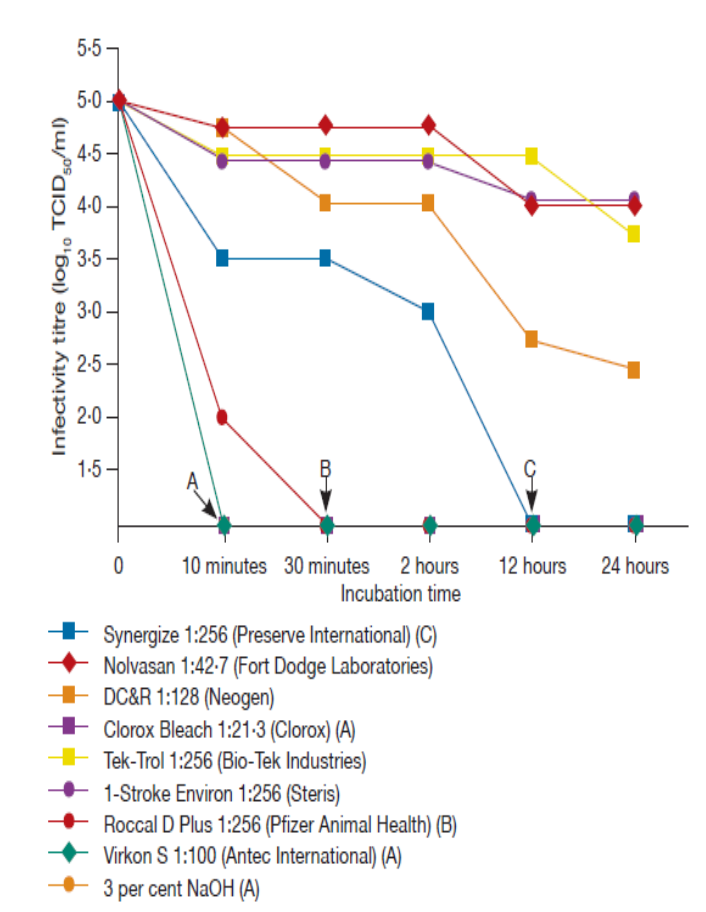 Infectivity titre (log₁₀ TCID₅₀/ml)
5·5
5·0
4·5
4·0
3·5
3·0
2·5
2·0
1·5
A
B
C
0 10 minutes 30 minutes 2 hours 12 hours 24 hours
Incubation time
Synergize 1:256 (Preserve International) (C)
Nolvasan 1:42·7 (Fort Dodge Laboratories)
DC&R 1:128 (Neogen)
Clorox Bleach 1:21·3 (Clorox) (A)
Tek-Trol 1:256 (Bio-Tek Industries)
1-Stroke Environ 1:256 (Steris)
Roccal D Plus 1:256 (Pfizer Animal Health) (B)
Virkon S 1:100 (Antec International) (A)
3 per cent NaOH (A)